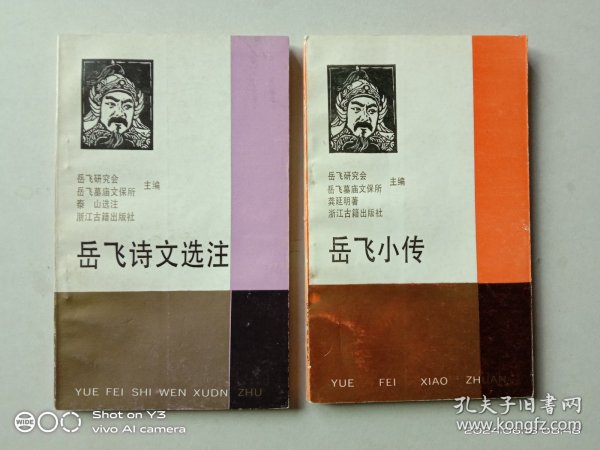 岳飞研究会
岳飞墓庙文保所
主编
秦 山选注
浙江古籍出版社
岳飞诗文选注
YUE FEI SHI WEN XUDN ZHU
岳飞研究会
岳飞墓庙文保所
主编
龚延明著
浙江古籍出版社
岳飞小传
YUE FEI XIAO ZHUAN
WIDE
Shot on Y3
vivo AI camera
孔夫子旧书网
www.kongfz.com